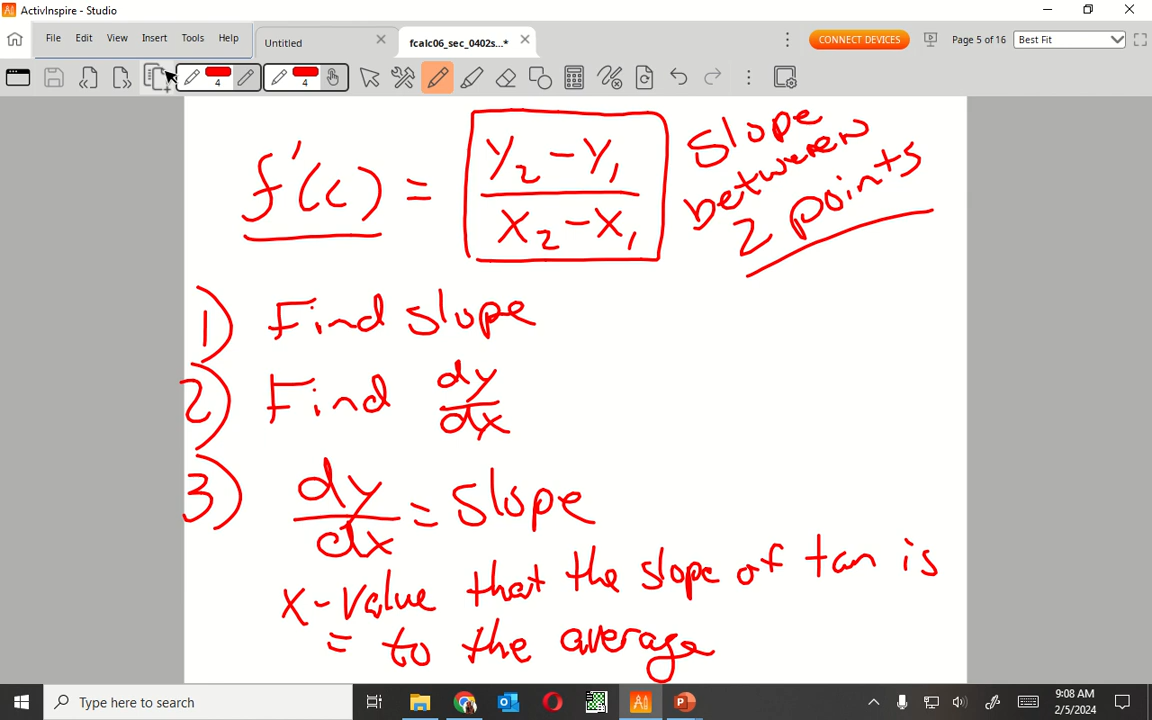 ActivInspire - Studio
File Edit View Insert Tools Help
Untitled
fcalc06_sec_0402s...*
CONNECT DEVICES
Page 5 of 16
Best Fit
4
4
f'(c) = y₂ - y₁ / x₂ - x₁
Slope
between
2 points
1) Find slope
2) Find dy/dx
3) dy/dx = slope
x-value that the slope of tan is
= to the average
Type here to search
9:08 AM
2/5/2024